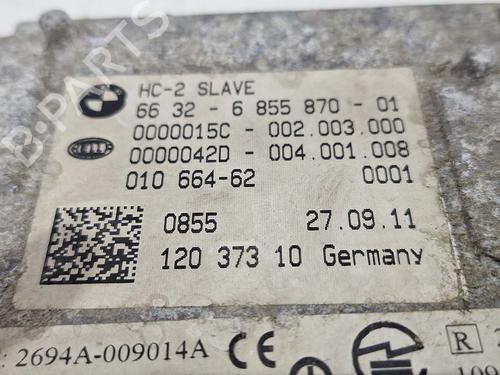 B-PARTS
HC-2 SLAVE
66 32 - 6 855 870 - 01
0000015C - 002.003.000
HELLA 0000042D - 004.001.008
010 664-62 0001
0855 27.09.11
120 373 10 Germany
: 2694A-009014A CE R